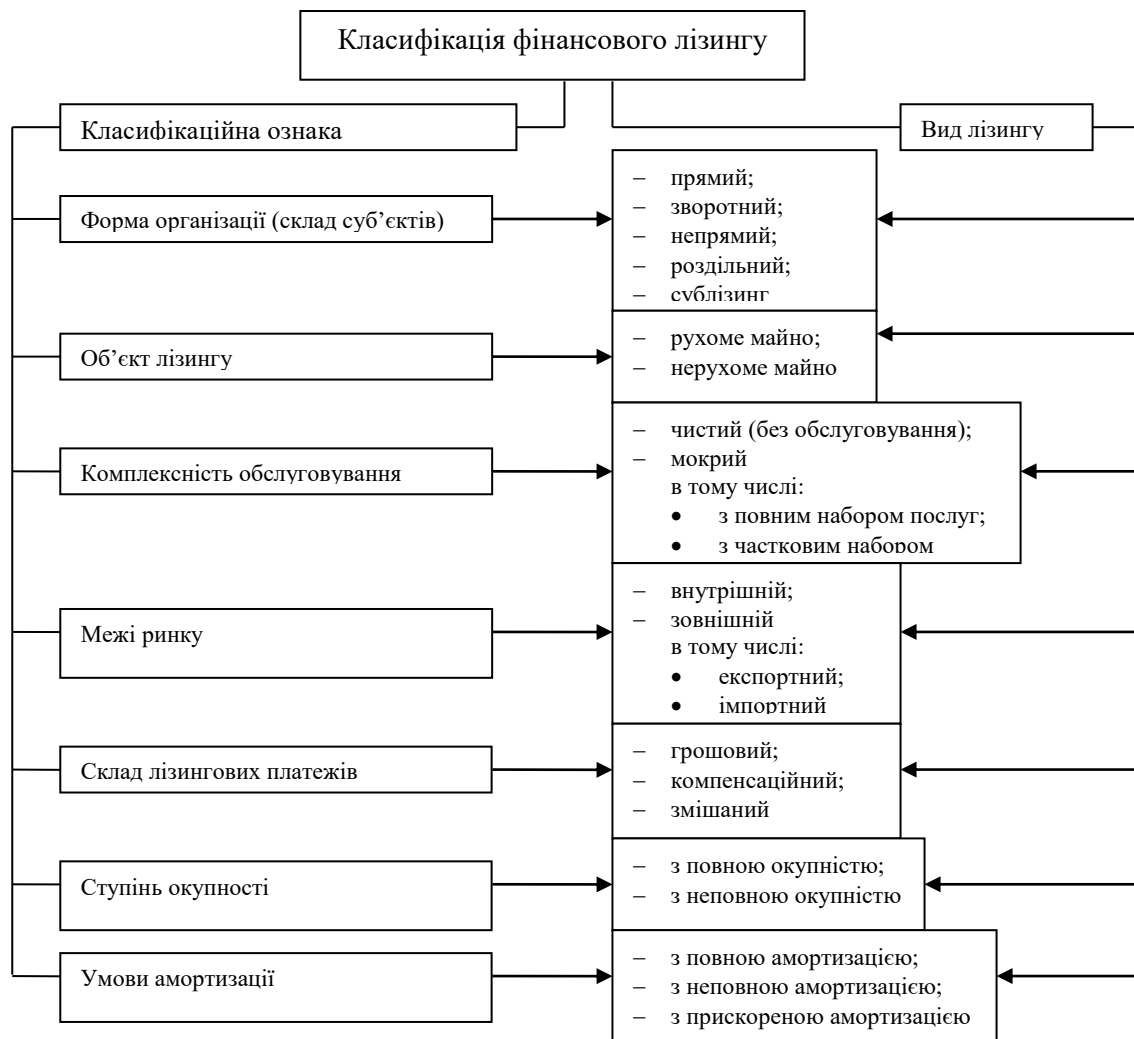 Класифікація фінансового лізингу
Класифікаційна ознака
Вид лізингу
Форма організації (склад суб’єктів)
– прямий;
– зворотний;
– непрямий;
– роздільний;
– сублізинг
Об’єкт лізингу
– рухоме майно;
– нерухоме майно
Комплексність обслуговування
– чистий (без обслуговування);
– мокрий
в тому числі:
• з повним набором послуг;
• з частковим набором
Межі ринку
– внутрішній;
– зовнішній
в тому числі:
• експортний;
• імпортний
Склад лізингових платежів
– грошовий;
– компенсаційний;
– змішаний
Ступінь окупності
– з повною окупністю;
– з неповною окупністю
Умови амортизації
– з повною амортизацією;
– з неповною амортизацією;
– з прискореною амортизацією